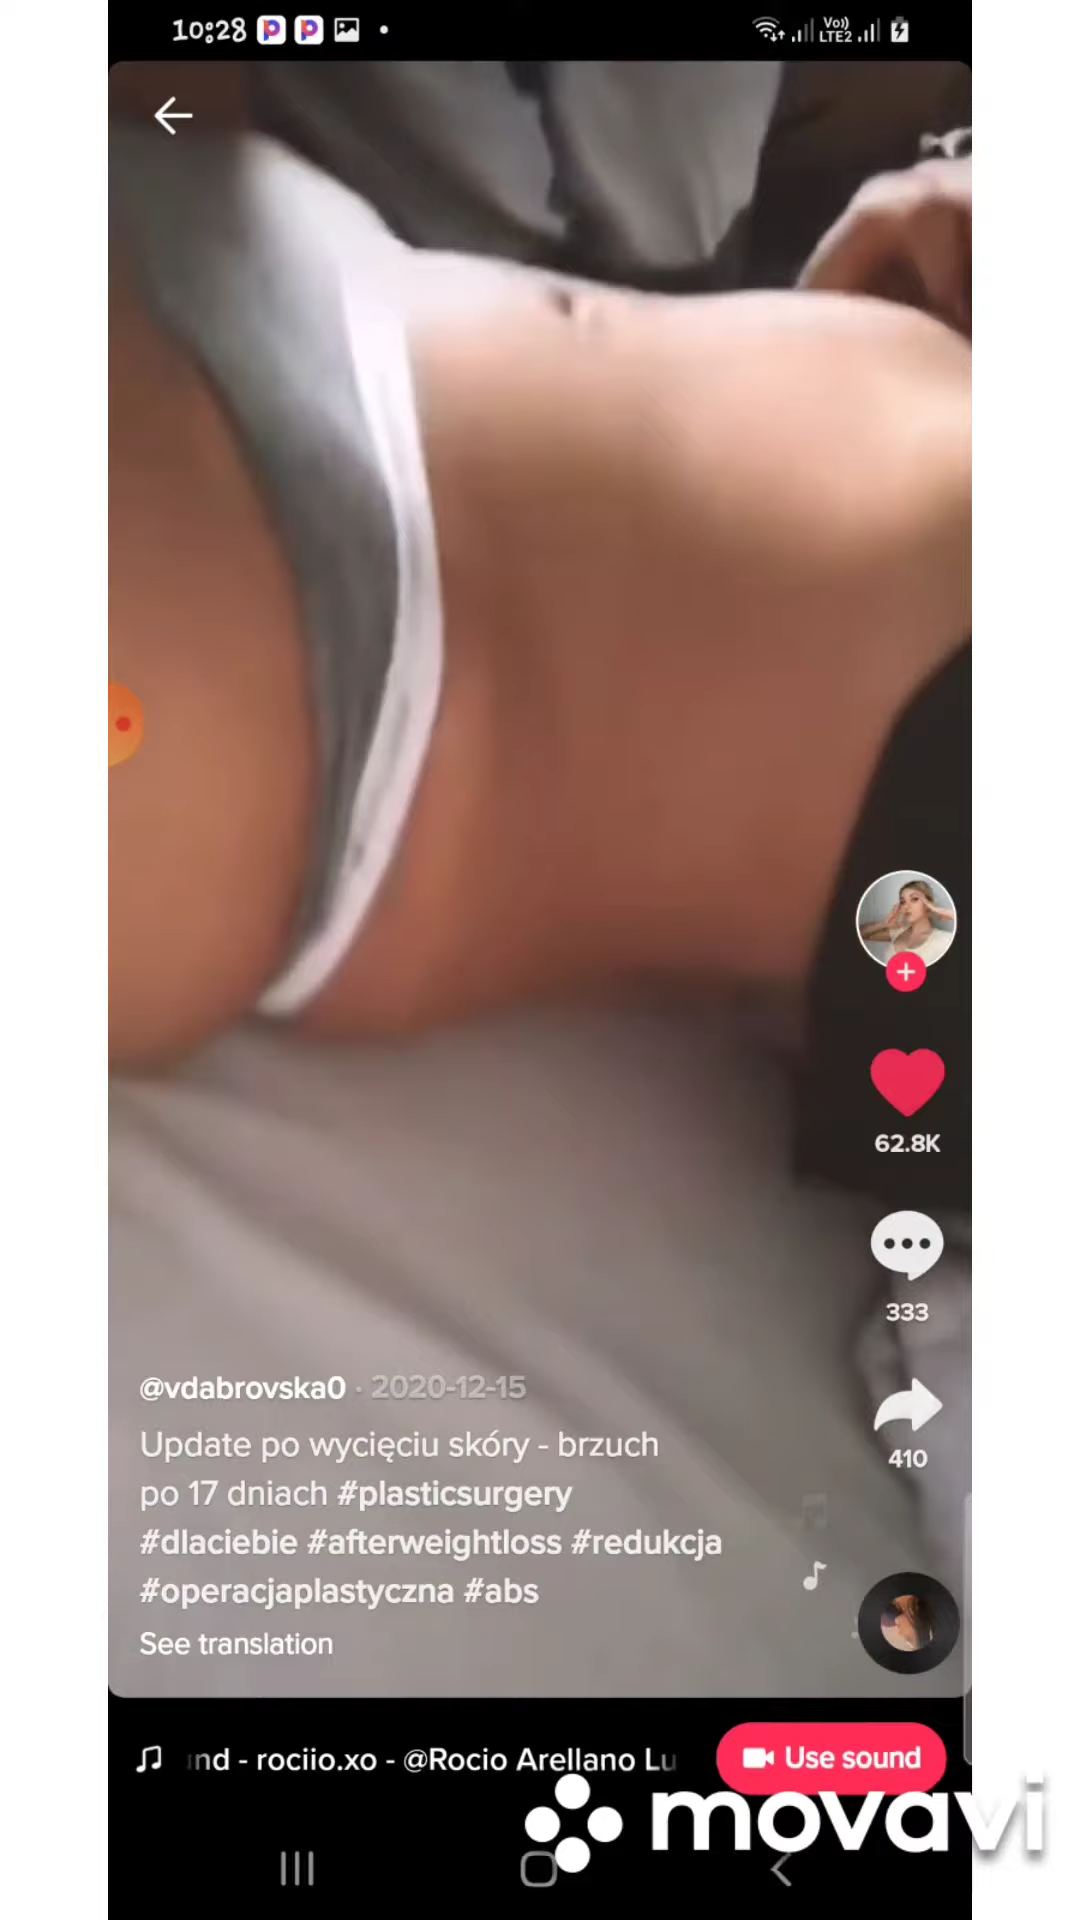 10:28
Vo))
LTE2
62.8K
333
@vdabrovska0 · 2020-12-15
410
Update po wycięciu skóry - brzuch
po 17 dniach #plasticsurgery
#dlaciebie #afterweightloss #redukcja
#operacjaplastyczna #abs
See translation
nd - rociio.xo - @Rocio Arellano Lu
Use sound
movavi